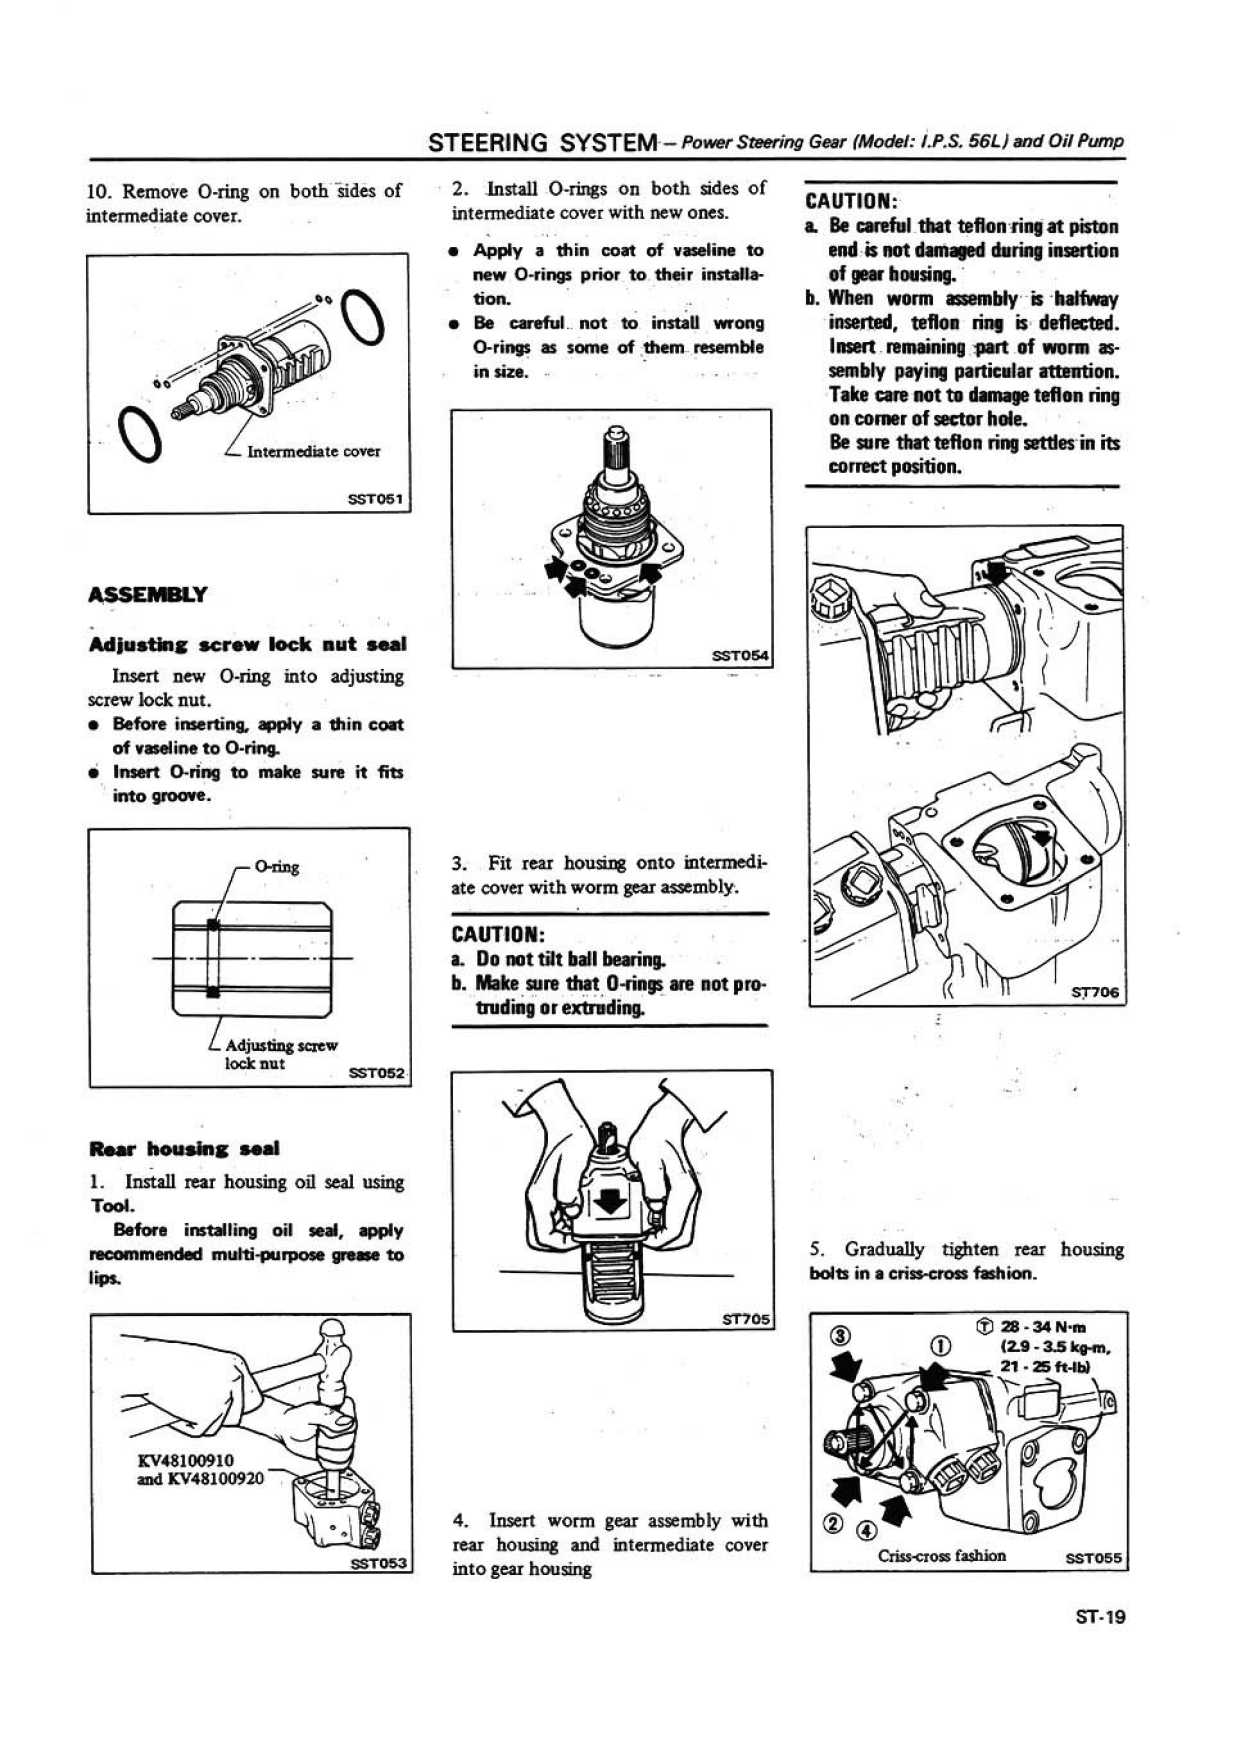 STEERING SYSTEM – Power Steering Gear (Model: I.P.S. 56L) and Oil Pump
10. Remove O-ring on both sides of
intermediate cover.
Intermediate cover
SST051
ASSEMBLY
Adjusting screw lock nut seal
Insert new O-ring into adjusting
screw lock nut.
● Before inserting, apply a thin coat
of vaseline to O-ring.
● Insert O-ring to make sure it fits
into groove.
O-ring
Adjusting screw
lock nut
SST052
Rear housing seal
1. Install rear housing oil seal using
Tool.
Before installing oil seal, apply
recommended multi-purpose grease to
lips.
KV48100910
and KV48100920
SST053
2. Install O-rings on both sides of
intermediate cover with new ones.
● Apply a thin coat of vaseline to
new O-rings prior to their installa-
tion.
● Be careful not to install wrong
O-rings as some of them resemble
in size.
SST054
3. Fit rear housing onto intermedi-
ate cover with worm gear assembly.
CAUTION:
a. Do not tilt ball bearing.
b. Make sure that O-rings are not pro-
truding or extruding.
ST705
4. Insert worm gear assembly with
rear housing and intermediate cover
into gear housing
CAUTION:
a. Be careful that teflon ring at piston
end is not damaged during insertion
of gear housing.
b. When worm assembly is halfway
inserted, teflon ring is deflected.
Insert remaining part of worm as-
sembly paying particular attention.
Take care not to damage teflon ring
on corner of sector hole.
Be sure that teflon ring settles in its
correct position.
ST706
5. Gradually tighten rear housing
bolts in a criss-cross fashion.
Ⓣ 28 - 34 N·m
(2.9 - 3.5 kg-m,
21 - 25 ft-lb)
③
①
②
④
Criss-cross fashion
SST055
ST-19